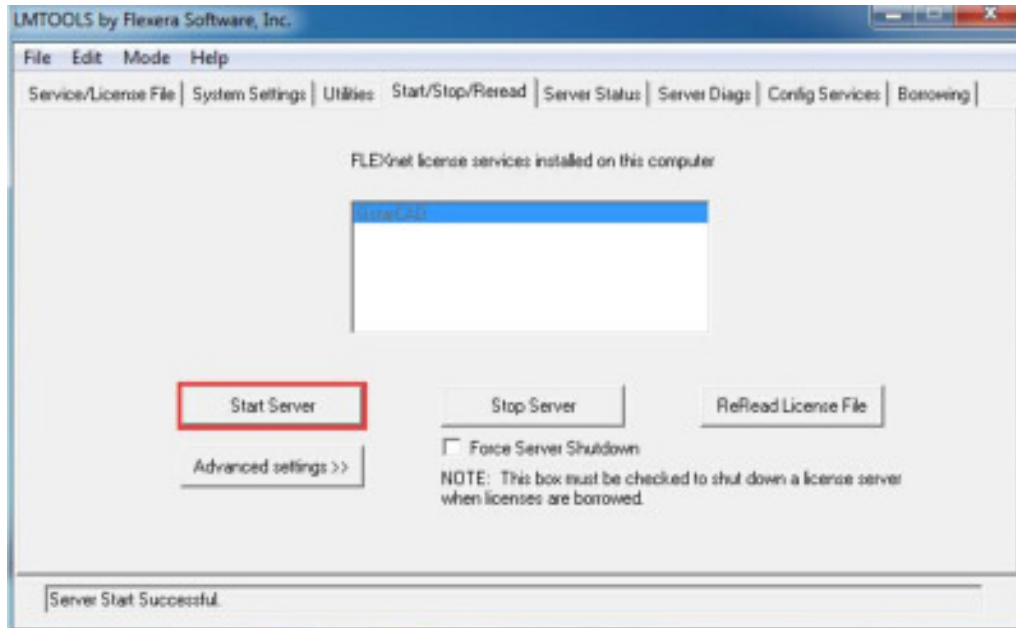 LMTOOLS by Flexera Software, Inc.
File Edit Mode Help
Service/License File System Settings Utilities Start/Stop/Reread Server Status Server Diags Config Services Borrowing
FLEXnet license services installed on this computer
GstarCAD
Start Server Stop Server ReRead License File
Advanced settings >> Force Server Shutdown
NOTE: This box must be checked to shut down a license server
when licenses are borrowed.
Server Start Successful.